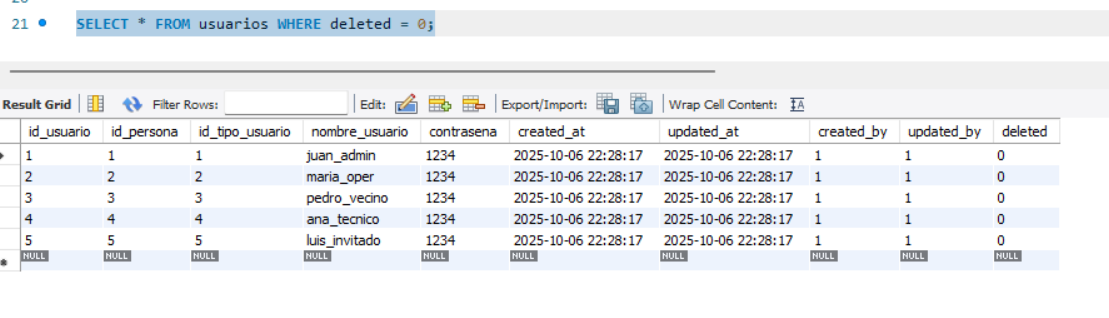 21 SELECT * FROM usuarios WHERE deleted = 0;
Result Grid Filter Rows: Edit: Export/Import: Wrap Cell Content: IA
id_usuario id_persona id_tipo_usuario nombre_usuario contrasena created_at updated_at created_by updated_by deleted
1 1 1 juan_admin 1234 2025-10-06 22:28:17 2025-10-06 22:28:17 1 1 0
2 2 2 maria_oper 1234 2025-10-06 22:28:17 2025-10-06 22:28:17 1 1 0
3 3 3 pedro_vecino 1234 2025-10-06 22:28:17 2025-10-06 22:28:17 1 1 0
4 4 4 ana_tecnico 1234 2025-10-06 22:28:17 2025-10-06 22:28:17 1 1 0
5 5 5 luis_invitado 1234 2025-10-06 22:28:17 2025-10-06 22:28:17 1 1 0
NULL NULL NULL NULL NULL NULL NULL NULL NULL NULL